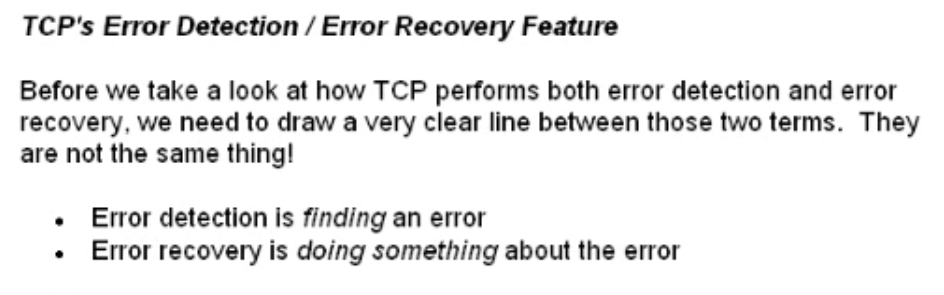 TCP's Error Detection / Error Recovery Feature
Before we take a look at how TCP performs both error detection and error
recovery, we need to draw a very clear line between those two terms.  They
are not the same thing!
• Error detection is finding an error
• Error recovery is doing something about the error